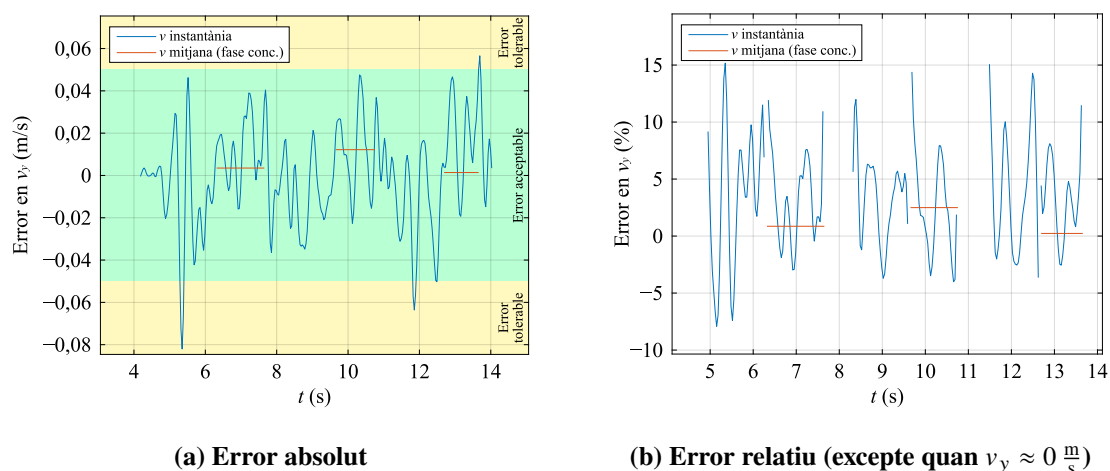 v instantània
v mitjana (fase conc.)
Error
tolerable
Error acceptable
Error
tolerable
0,06
0,04
0,02
0
−0,02
−0,04
−0,06
−0,08
Error en v_y (m/s)
4 6 8 10 12 14
t (s)
(a) Error absolut
v instantània
v mitjana (fase conc.)
15
10
5
0
−5
−10
Error en v_y (%)
5 6 7 8 9 10 11 12 13 14
t (s)
(b) Error relatiu (excepte quan v_y ≈ 0 m/s)